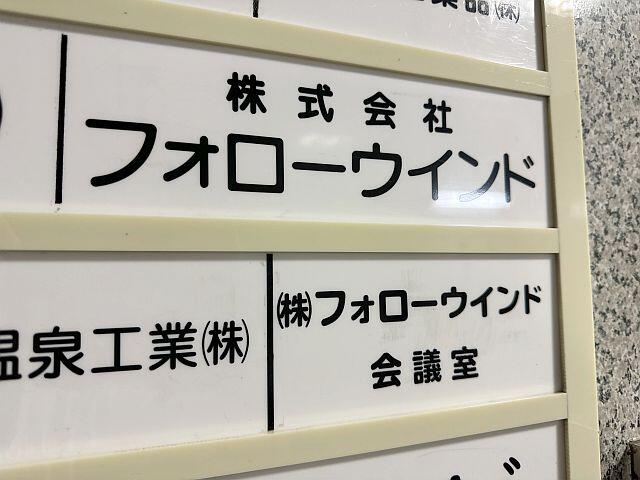 ㈱
株式会社
フォローウインド
温泉工業㈱
㈱フォローウインド
会議室